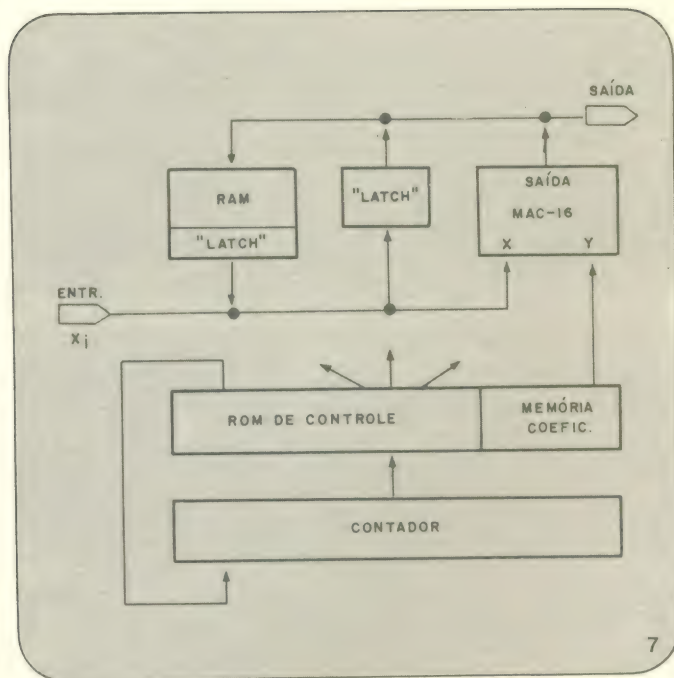 SAÍDA
RAM
"LATCH"
"LATCH"
SAÍDA
MAC-16
X Y
ENTR.
Xi
ROM DE CONTROLE
MEMÓRIA
COEFIC.
CONTADOR
7